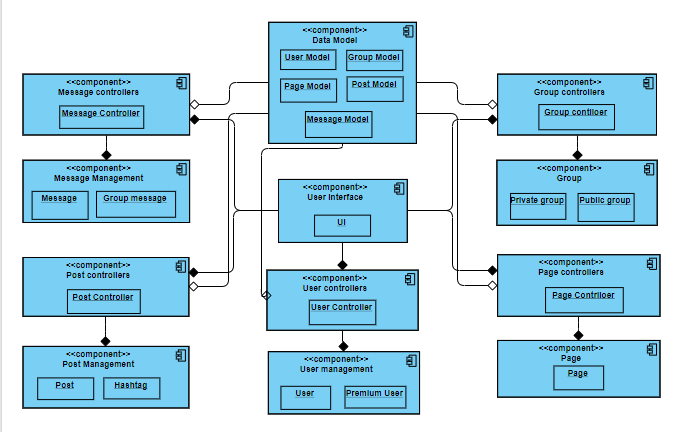 <<component>>
Data Model
User Model
Group Model
Page Model
Post Model
Message Model
<<component>>
Message controllers
Message Controller
<<component>>
Group controllers
Group contlloer
<<component>>
Message Management
Message
Group message
<<component>>
User Interface
UI
<<component>>
Group
Private group
Public group
<<component>>
Post controllers
Post Controller
<<component>>
User controllers
User Controller
<<component>>
Page controllers
Page Contrlloer
<<component>>
Post Management
Post
Hashtag
<<component>>
User management
User
Premium User
<<component>>
Page
Page